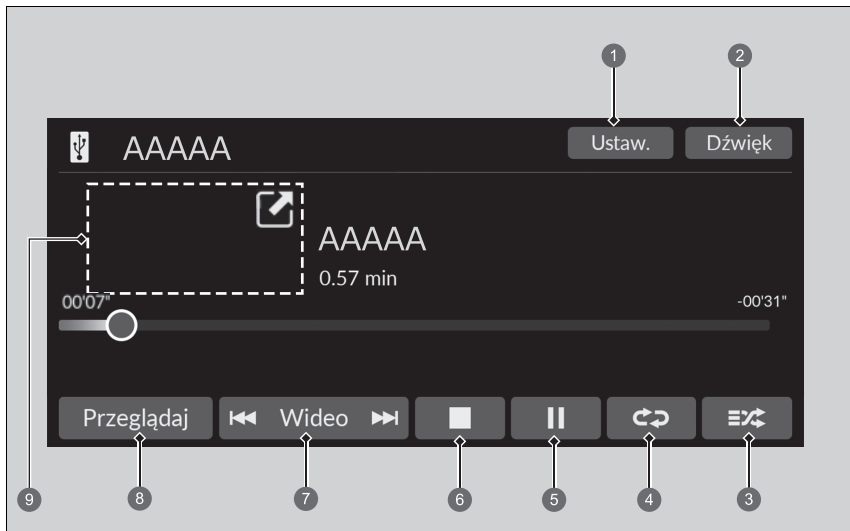 1 2
AAAAA Ustaw. Dźwięk
9 AAAAA
0.57 min
00'07" -00'31"
Przeglądaj Wideo
9 8 7 6 5 4 3